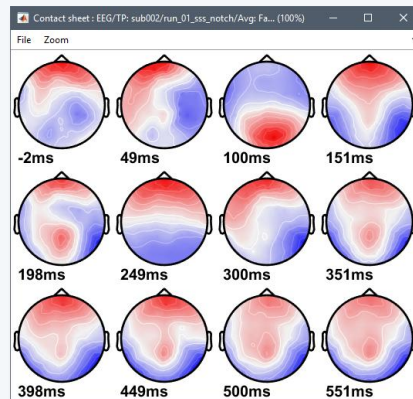 Contact sheet : EEG/TP: sub002/run_01_sss_notch/Avg: Fa... (100%)
File Zoom
-2ms 49ms 100ms 151ms
198ms 249ms 300ms 351ms
398ms 449ms 500ms 551ms